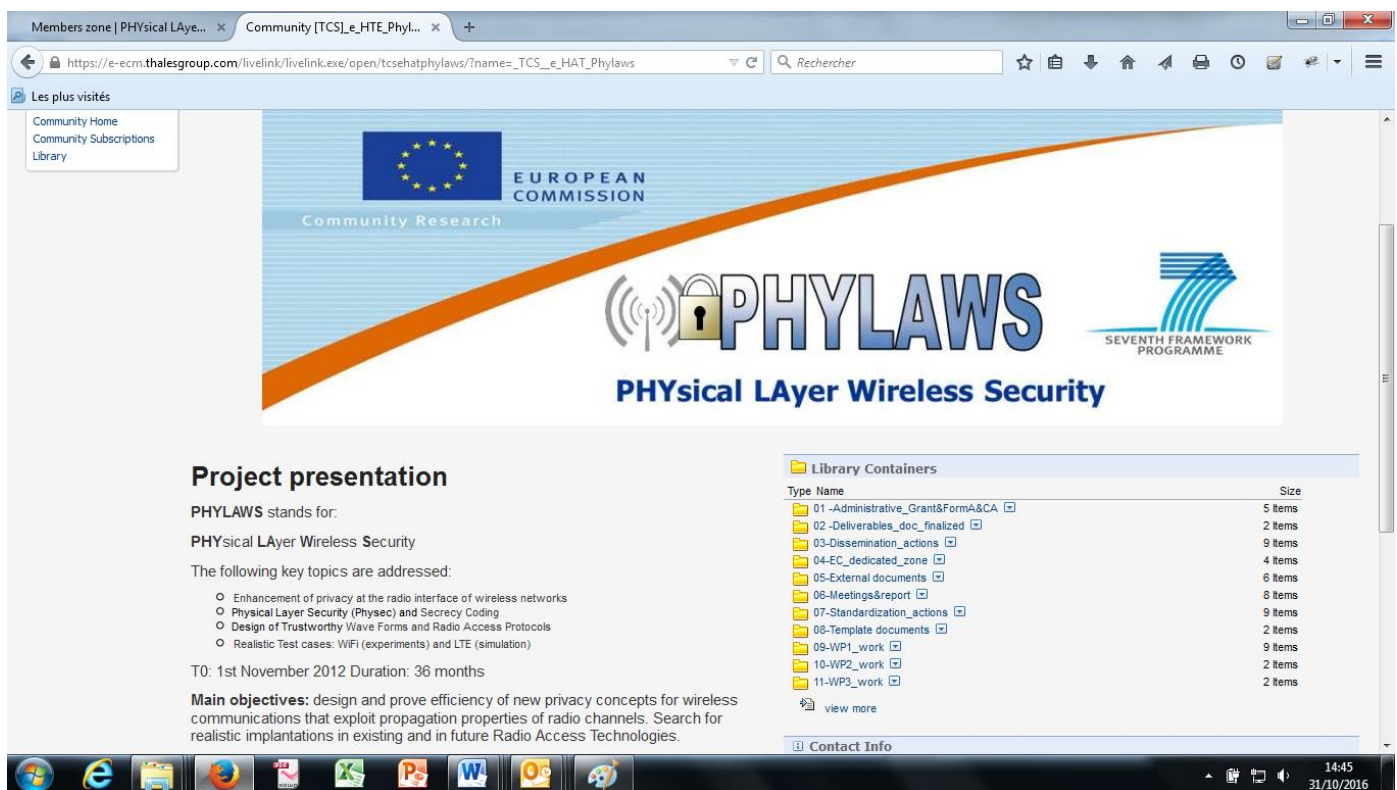 Members zone | PHYsical LAye...
Community [TCS]_e_HTE_Phyl...
https://e-ecm.thalesgroup.com/livelink/livelink.exe/open/tcsehatphylaws/?name=_TCS__e_HAT_Phylaws
Rechercher
Les plus visités
Community Home
Community Subscriptions
Library
EUROPEAN
COMMISSION
Community Research
PHYLAWS
7
SEVENTH FRAMEWORK
PROGRAMME
PHYsical LAyer Wireless Security
Project presentation
PHYLAWS stands for:
PHYsical LAyer Wireless Security
The following key topics are addressed:
Enhancement of privacy at the radio interface of wireless networks
Physical Layer Security (Physec) and Secrecy Coding
Design of Trustworthy Wave Forms and Radio Access Protocols
Realistic Test cases: WiFi (experiments) and LTE (simulation)
T0: 1st November 2012 Duration: 36 months
Main objectives: design and prove efficiency of new privacy concepts for wireless
communications that exploit propagation properties of radio channels. Search for
realistic implantations in existing and in future Radio Access Technologies.
Library Containers
Type Name Size
01 -Administrative_Grant&FormA&CA 5 Items
02 -Deliverables_doc_finalized 2 Items
03-Dissemination_actions 9 Items
04-EC_dedicated_zone 4 Items
05-External documents 6 Items
06-Meetings&report 8 Items
07-Standardization_actions 9 Items
08-Template documents 2 Items
09-WP1_work 9 Items
10-WP2_work 2 Items
11-WP3_work 2 Items
view more
Contact Info
14:45
31/10/2016